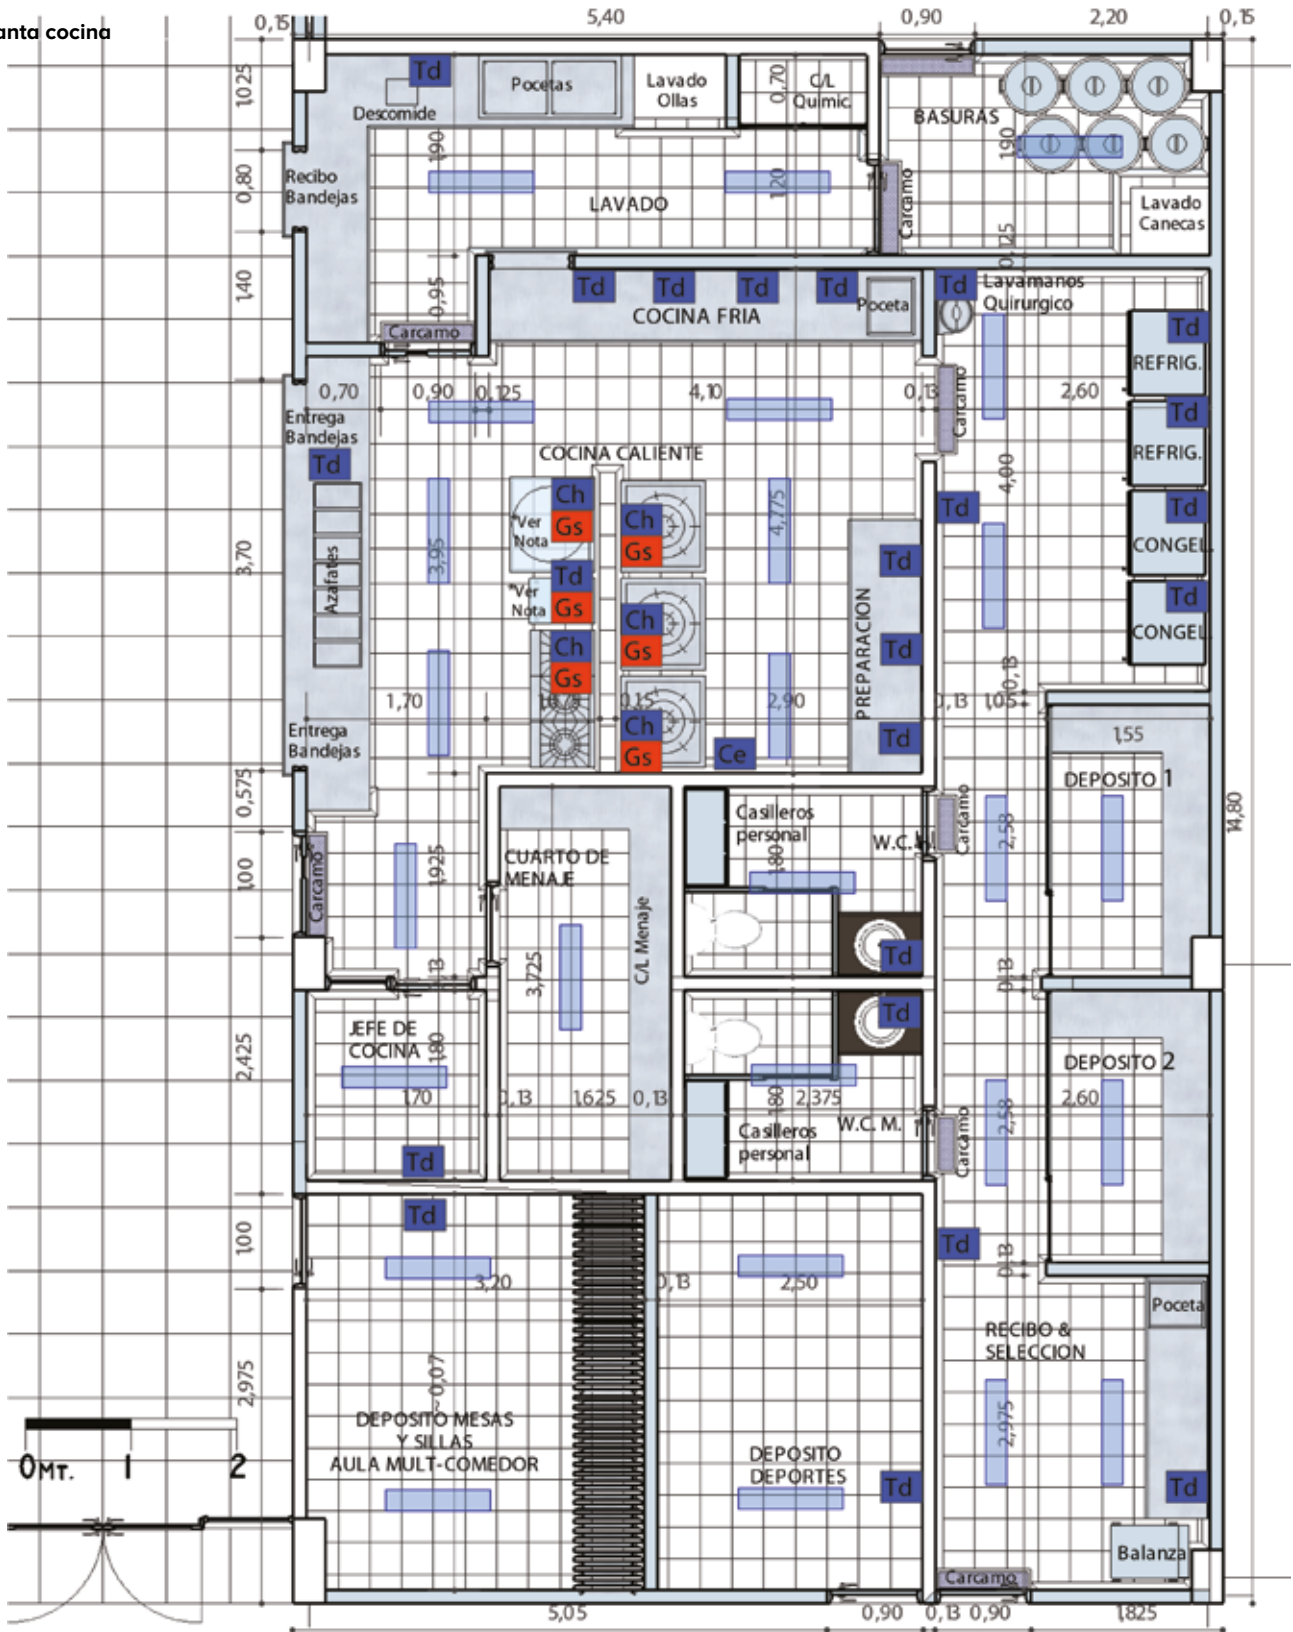 anta cocina
0,15
5,40
0,90
2,20
0,15
1,025
Td
Descomide
Pocetas
Lavado
Ollas
0,70
C/L
Quimic.
BASURAS
1,90
1,90
0,80
Recibo
Bandejas
LAVADO
1,20
Carcamo
Lavado
Canecas
0,125
1,40
0,95
Carcamo
Td
Td
Td
Td
COCINA FRIA
Poceta
Td
Lavamanos
Quirurgico
Td
REFRIG.
0,70
0,90
0,125
4,10
0,13
Carcamo
2,60
Td
REFRIG.
Entrega
Bandejas
Td
COCINA CALIENTE
4,00
Ch
Gs
*Ver
Nota
Ch
Gs
4,775
Td
Td
CONGEL.
3,70
Azafates
3,95
Td
Gs
*Ver
Nota
Ch
Gs
Td
PREPARACION
Td
CONGEL.
Ch
Gs
Td
0,13
1,70
0,15
2,90
0,13
1,05
Entrega
Bandejas
Ch
Gs
Ce
Td
1,55
0,575
DEPOSITO 1
14,80
Casilleros
personal
W.C.
Carcamo
2,53
1,80
1,00
Carcamo
1,925
CUARTO DE
MENAJE
C/L Menaje
3,725
Td
0,13
0,13
JEFE DE
COCINA
1,80
Td
2,425
DEPOSITO 2
1,70
0,13
1,625
0,13
1,80
2,375
2,53
2,60
Casilleros
personal
W.C. M.
Carcamo
Td
Td
1,00
Td
0,13
3,20
0,13
2,50
Poceta
RECIBO &
SELECCION
2,975
~0,07
DEPOSITO MESAS
Y SILLAS
AULA MULT-COMEDOR
DEPOSITO
DEPORTES
2,975
Td
Td
0MT.
1
2
Balanza
Carcamo
5,05
0,90
0,13
0,90
1,825